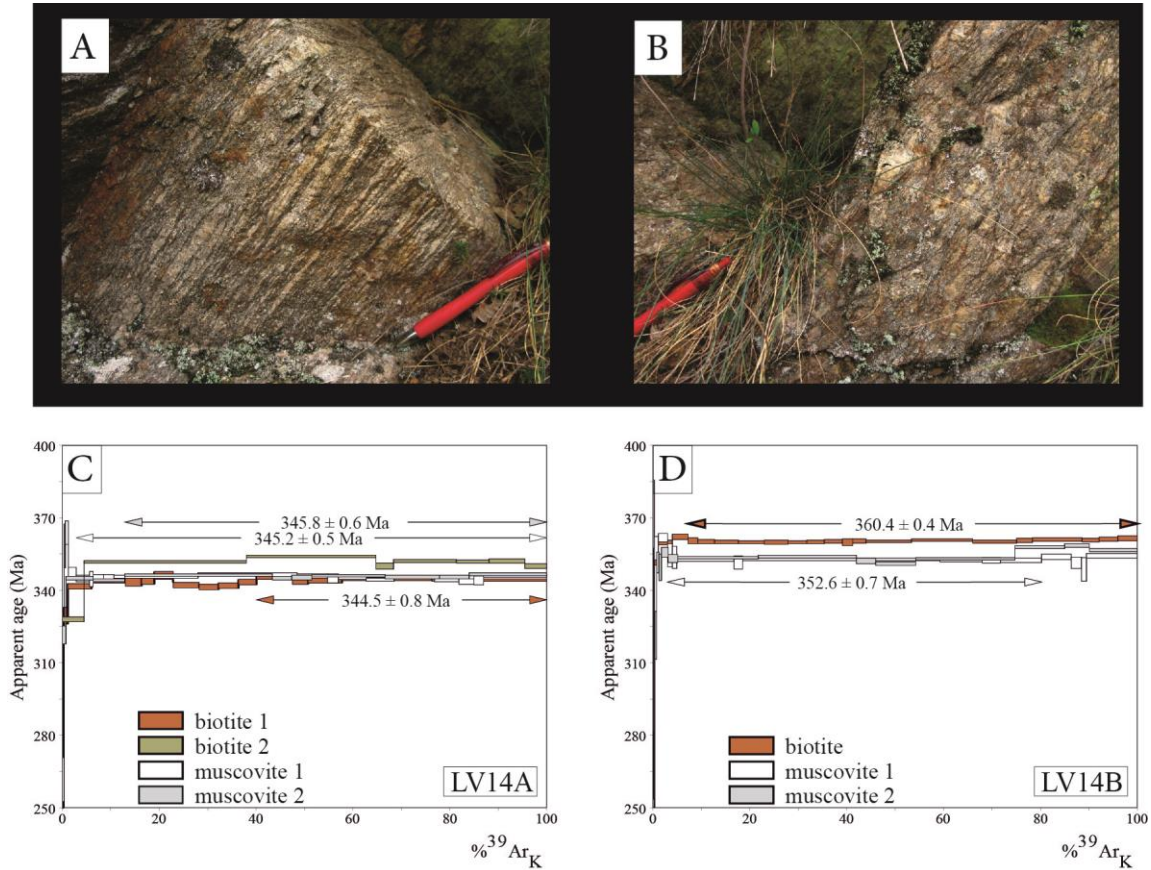 A
B
C
400
370
340
310
280
250
Apparent age (Ma)
345.8 ± 0.6 Ma
345.2 ± 0.5 Ma
344.5 ± 0.8 Ma
biotite 1
biotite 2
muscovite 1
muscovite 2
LV14A
0 20 40 60 80 100
%³⁹Ar_K
D
400
370
340
310
280
250
Apparent age (Ma)
360.4 ± 0.4 Ma
352.6 ± 0.7 Ma
biotite
muscovite 1
muscovite 2
LV14B
0 20 40 60 80 100
%³⁹Ar_K